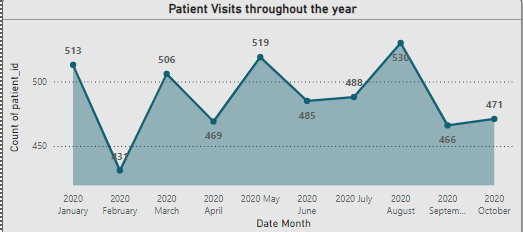 Patient Visits throughout the year
Count of patient_id
500
450
513
431
506
469
519
485
488
530
466
471
2020 January
2020 February
2020 March
2020 April
2020 May
2020 June
2020 July
2020 August
2020 Septem...
2020 October
Date Month